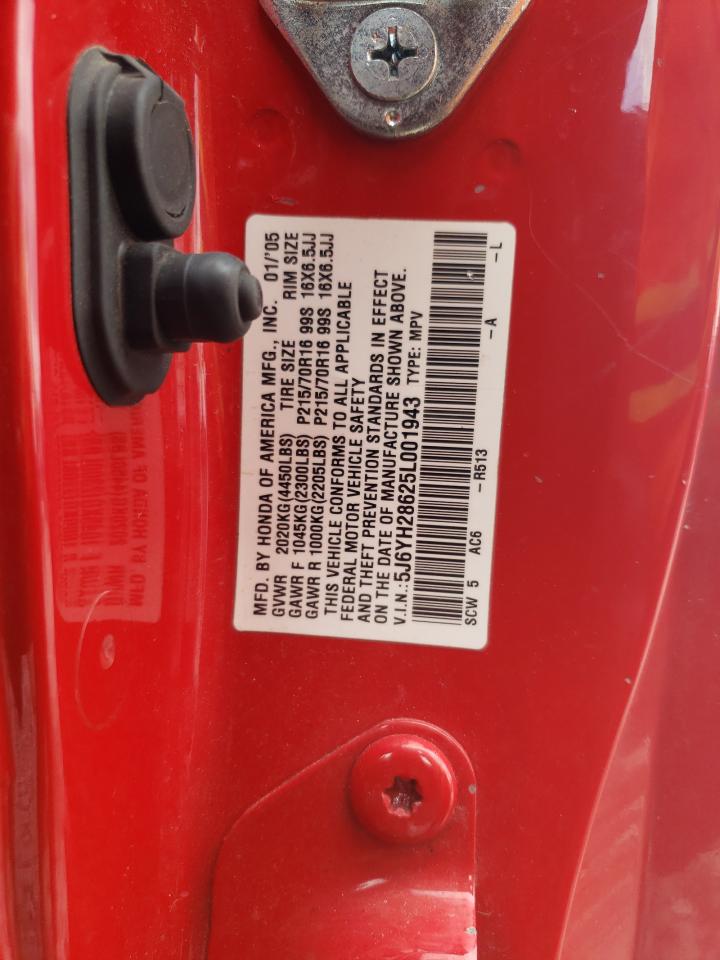 MFD. BY HONDA OF AMERICA MFG., INC. 01/'05
GVWR 2020KG(4450LBS) TIRE SIZE RIM SIZE
GAWR F 1045KG(2300LBS) P215/70R16 99S 16X6.5JJ
GAWR R 1000KG(2205LBS) P215/70R16 99S 16X6.5JJ
THIS VEHICLE CONFORMS TO ALL APPLICABLE
FEDERAL MOTOR VEHICLE SAFETY
AND THEFT PREVENTION STANDARDS IN EFFECT
ON THE DATE OF MANUFACTURE SHOWN ABOVE.
V.I.N.:5J6YH28625L001943 TYPE: MPV
SCW 5 AC6 -R513 -A -L